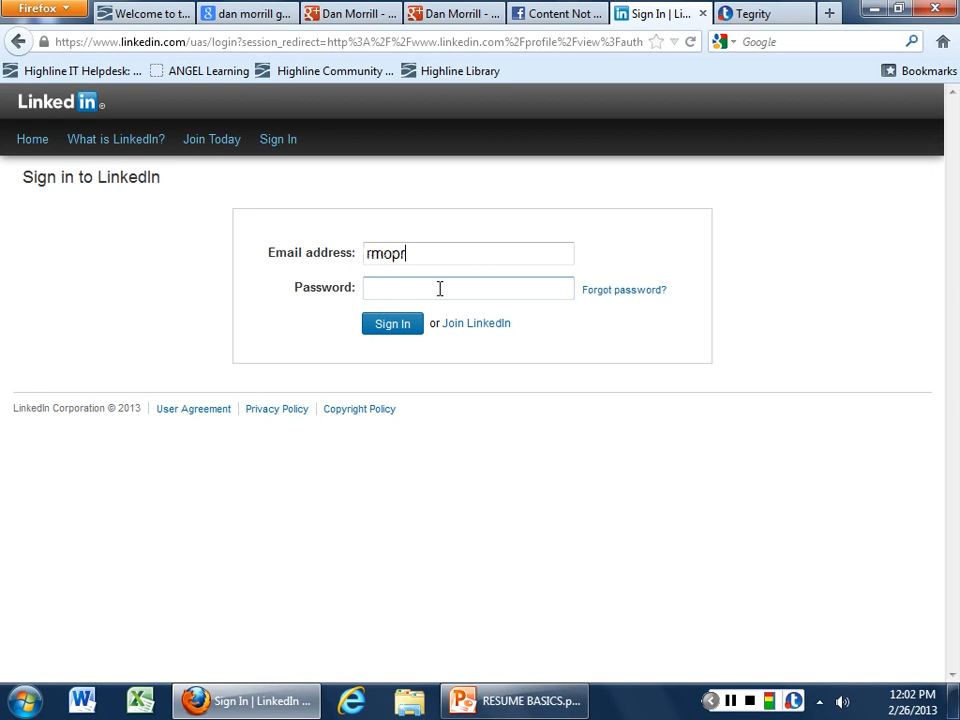 Firefox
Welcome to t...
dan morrill g...
Dan Morrill - ...
Dan Morrill - ...
Content Not ...
Sign In | Li...
Tegrity
https://www.linkedin.com/uas/login?session_redirect=http%3A%2F%2Fwww.linkedin.com%2Fprofile%2Fview%3Fauth
Google
Highline IT Helpdesk: ...
ANGEL Learning
Highline Community ...
Highline Library
Bookmarks
Linked in
Home
What is LinkedIn?
Join Today
Sign In
Sign in to LinkedIn
Email address: rmopr
Password:
Forgot password?
Sign In or Join LinkedIn
LinkedIn Corporation © 2013
User Agreement
Privacy Policy
Copyright Policy
Sign In | LinkedIn ...
RESUME BASICS.p...
12:02 PM
2/26/2013